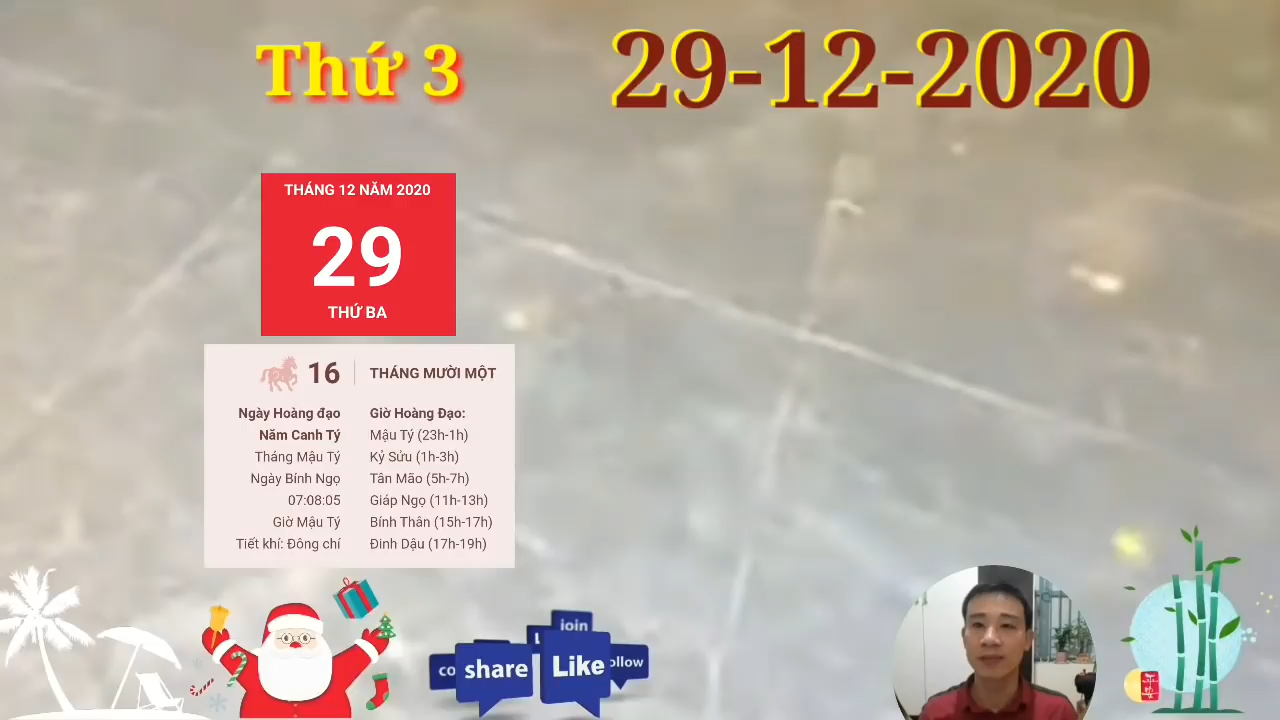 Thứ 3
29-12-2020
THÁNG 12 NĂM 2020
29
THỨ BA
16
THÁNG MƯỜI MỘT
Ngày Hoàng đạo
Năm Canh Tý
Tháng Mậu Tý
Ngày Bính Ngọ
07:08:05
Giờ Mậu Tý
Tiết khí: Đông chí
Giờ Hoàng Đạo:
Mậu Tý (23h-1h)
Kỷ Sửu (1h-3h)
Tân Mão (5h-7h)
Giáp Ngọ (11h-13h)
Bính Thân (15h-17h)
Đinh Dậu (17h-19h)
join
L
co
share
Like
ollow